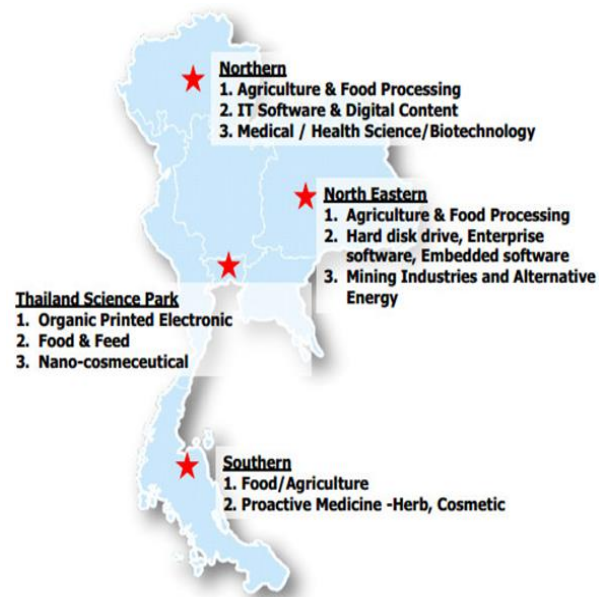 Northern
1. Agriculture & Food Processing
2. IT Software & Digital Content
3. Medical / Health Science/Biotechnology
North Eastern
1. Agriculture & Food Processing
2. Hard disk drive, Enterprise
software, Embedded software
3. Mining Industries and Alternative
Energy
Thailand Science Park
1. Organic Printed Electronic
2. Food & Feed
3. Nano-cosmeceutical
Southern
1. Food/Agriculture
2. Proactive Medicine -Herb, Cosmetic